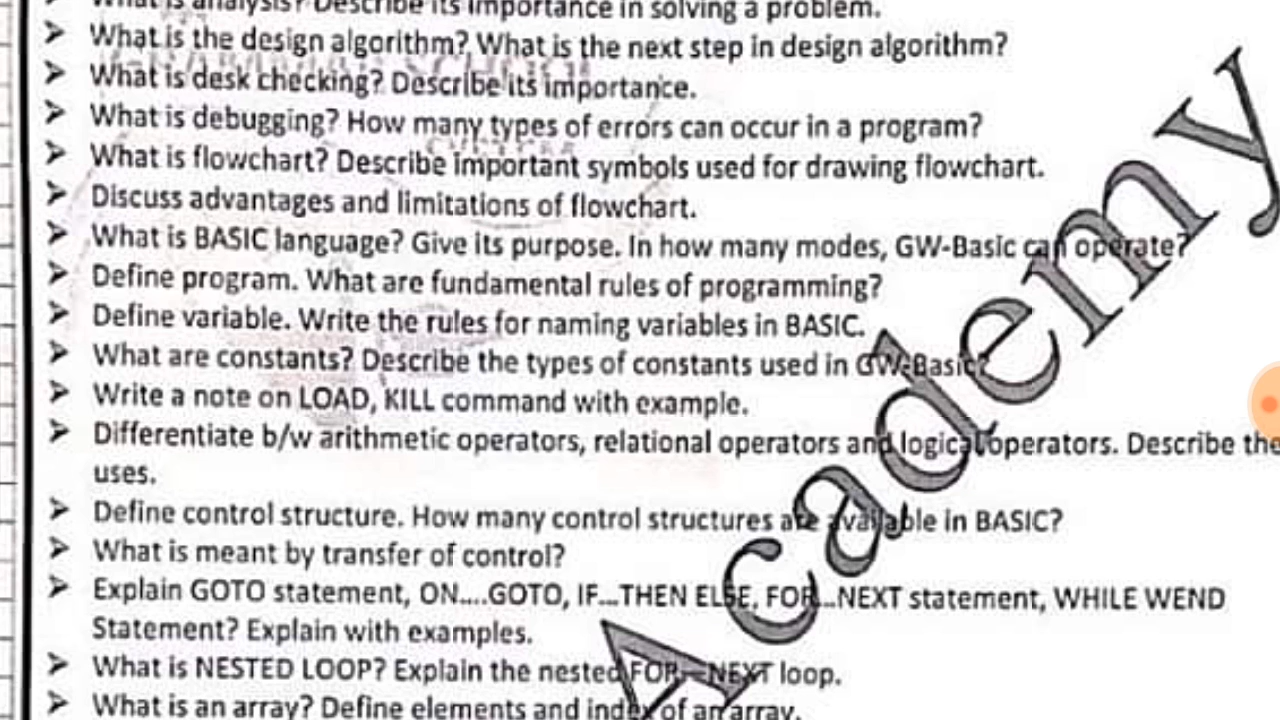 What is analysis? Describe its importance in solving a problem.
➤ What is the design algorithm? What is the next step in design algorithm?
➤ What is desk checking? Describe its importance.
➤ What is debugging? How many types of errors can occur in a program?
➤ What is flowchart? Describe important symbols used for drawing flowchart.
➤ Discuss advantages and limitations of flowchart.
➤ What is BASIC language? Give its purpose. In how many modes, GW-Basic can operate?
➤ Define program. What are fundamental rules of programming?
➤ Define variable. Write the rules for naming variables in BASIC.
➤ What are constants? Describe the types of constants used in GW-Basic?
➤ Write a note on LOAD, KILL command with example.
➤ Differentiate b/w arithmetic operators, relational operators and logical operators. Describe the
uses.
➤ Define control structure. How many control structures are available in BASIC?
➤ What is meant by transfer of control?
➤ Explain GOTO statement, ON....GOTO, IF...THEN ELSE, FOR...NEXT statement, WHILE WEND
Statement? Explain with examples.
➤ What is NESTED LOOP? Explain the nested FOR---NEXT loop.
➤ What is an array? Define elements and index of an array.
Academy